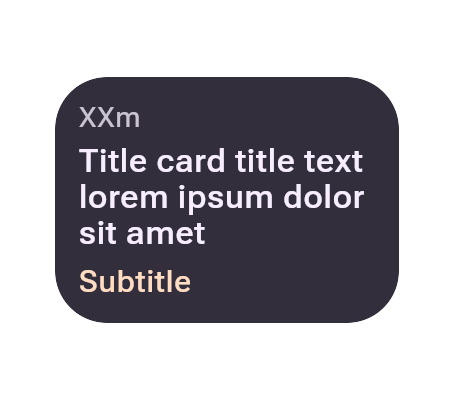 XXm
Title card title text
lorem ipsum dolor
sit amet
Subtitle